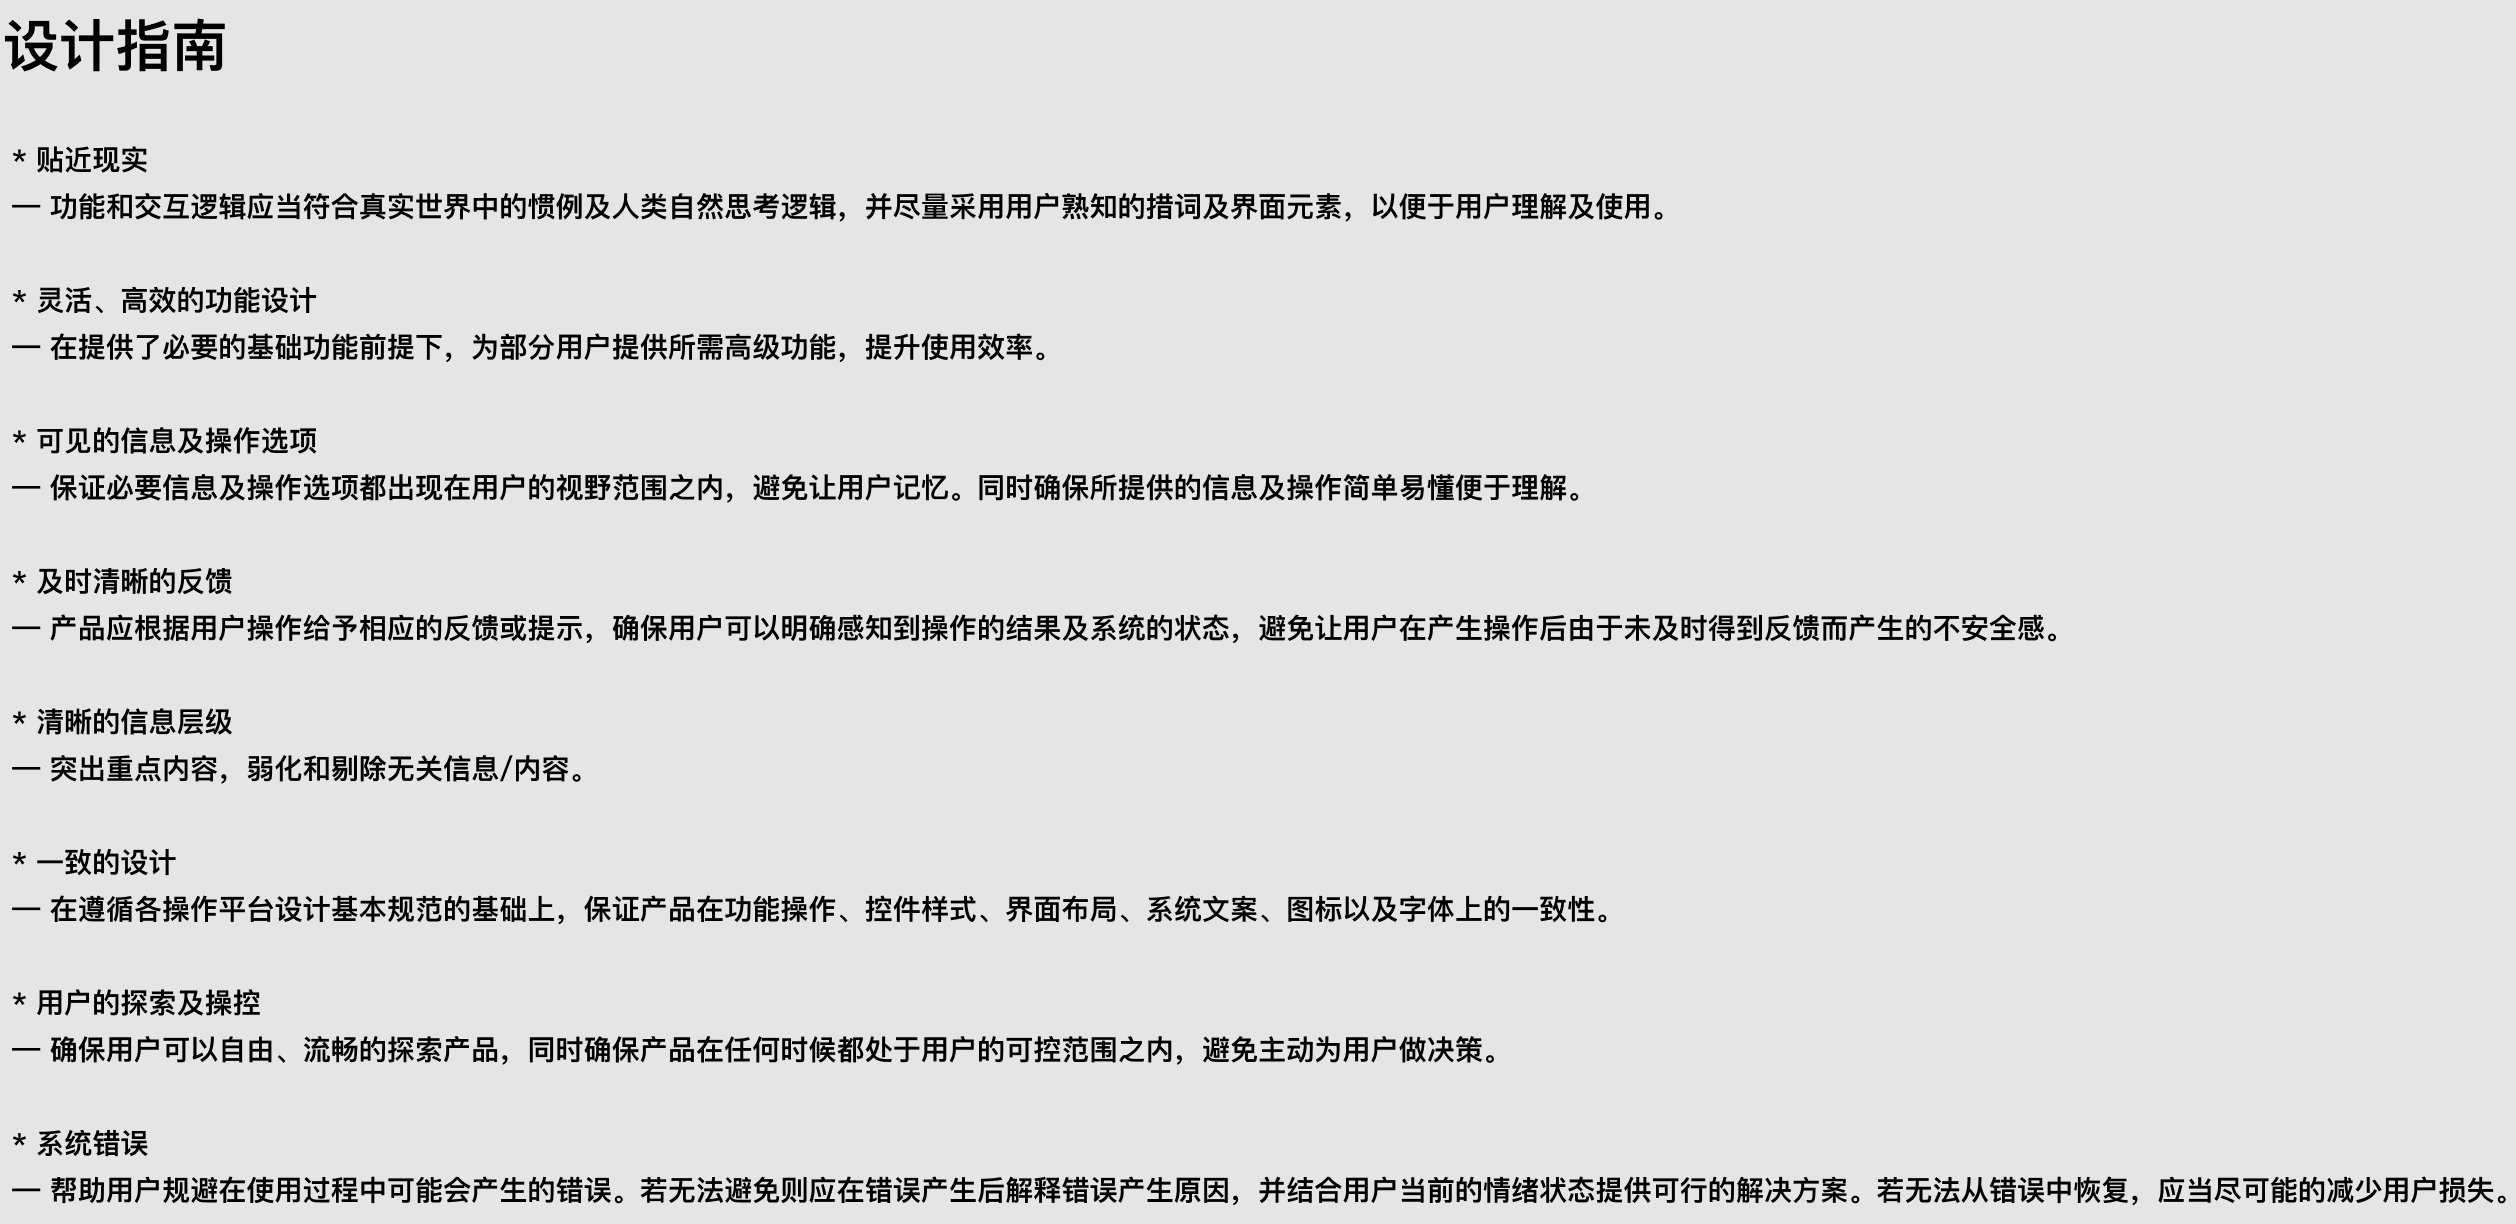 设计指南
* 贴近现实
— 功能和交互逻辑应当符合真实世界中的惯例及人类自然思考逻辑，并尽量采用用户熟知的措词及界面元素，以便于用户理解及使用。
* 灵活、高效的功能设计
— 在提供了必要的基础功能前提下，为部分用户提供所需高级功能，提升使用效率。
* 可见的信息及操作选项
— 保证必要信息及操作选项都出现在用户的视野范围之内，避免让用户记忆。同时确保所提供的信息及操作简单易懂便于理解。
* 及时清晰的反馈
— 产品应根据用户操作给予相应的反馈或提示，确保用户可以明确感知到操作的结果及系统的状态，避免让用户在产生操作后由于未及时得到反馈而产生的不安全感。
* 清晰的信息层级
— 突出重点内容，弱化和剔除无关信息/内容。
* 一致的设计
— 在遵循各操作平台设计基本规范的基础上，保证产品在功能操作、控件样式、界面布局、系统文案、图标以及字体上的一致性。
* 用户的探索及操控
— 确保用户可以自由、流畅的探索产品，同时确保产品在任何时候都处于用户的可控范围之内，避免主动为用户做决策。
* 系统错误
— 帮助用户规避在使用过程中可能会产生的错误。若无法避免则应在错误产生后解释错误产生原因，并结合用户当前的情绪状态提供可行的解决方案。若无法从错误中恢复，应当尽可能的减少用户损失。